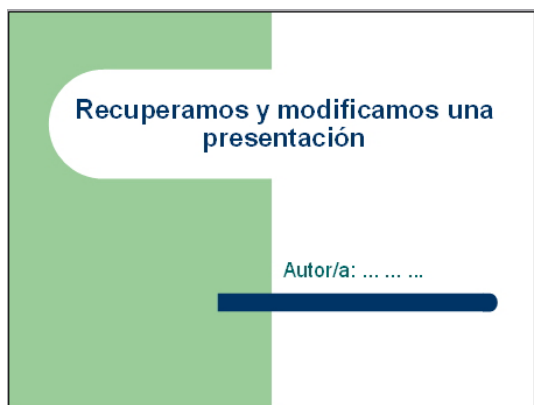 Recuperamos y modificamos una
presentación
Autor/a: ... ... ...